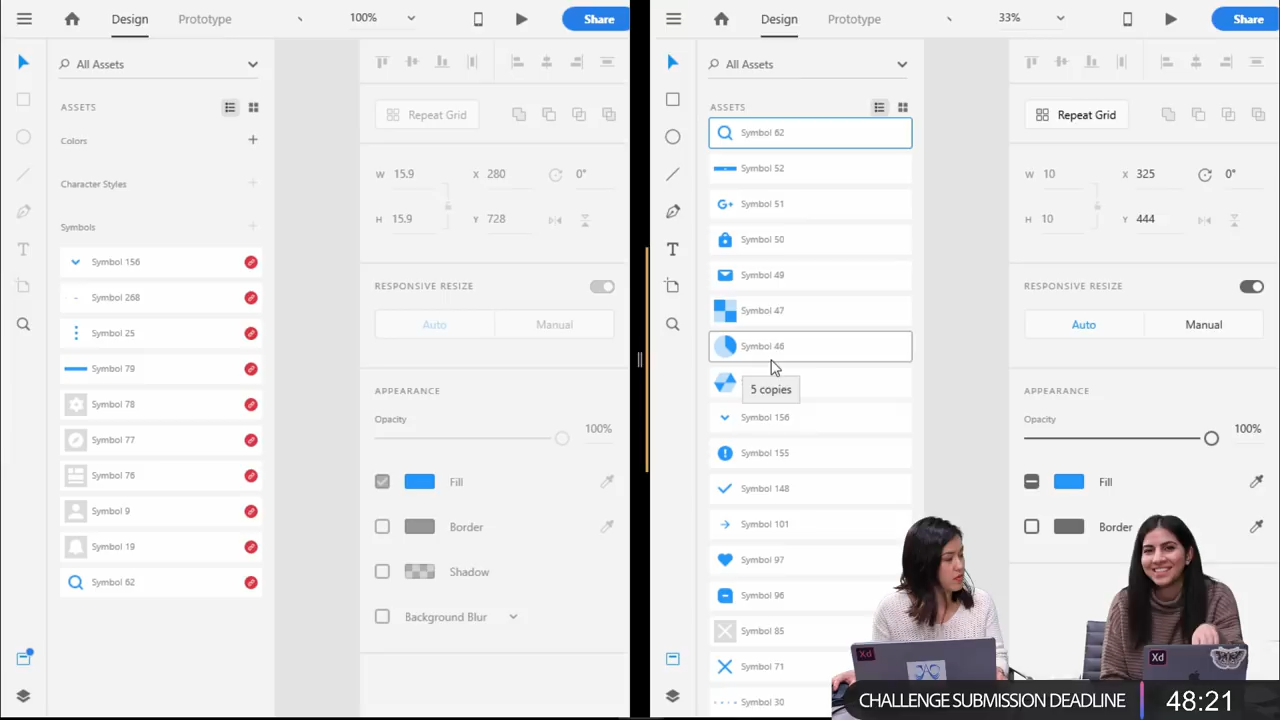 Design
Prototype
100%
Share
All Assets
ASSETS
Colors
Character Styles
Symbols
Symbol 156
Symbol 268
Symbol 25
Symbol 79
Symbol 78
Symbol 77
Symbol 76
Symbol 9
Symbol 19
Symbol 62
Repeat Grid
W 15.9 X 280 0°
H 15.9 Y 728
RESPONSIVE RESIZE
Auto Manual
APPEARANCE
Opacity
100%
Fill
Border
Shadow
Background Blur
Design
Prototype
33%
Share
All Assets
ASSETS
Symbol 62
Symbol 52
G+ Symbol 51
Symbol 50
Symbol 49
Symbol 47
Symbol 46
5 copies
Symbol 156
Symbol 155
Symbol 148
Symbol 101
Symbol 97
Symbol 96
Symbol 85
Symbol 71
Symbol 30
Repeat Grid
W 10 X 325 0°
H 10 Y 444
RESPONSIVE RESIZE
Auto Manual
APPEARANCE
Opacity
100%
Fill
Border
Xd
Xd
CHALLENGE SUBMISSION DEADLINE 48:21